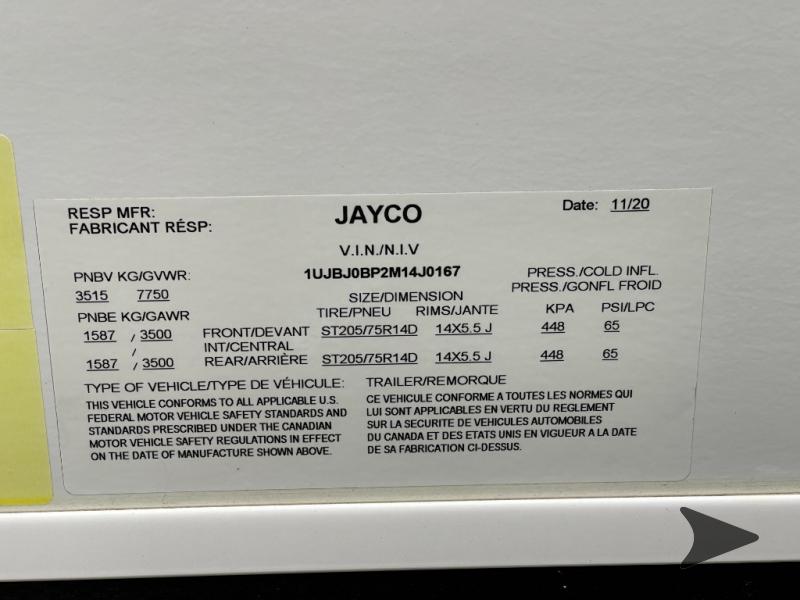 RESP MFR:
FABRICANT RÉSP:
JAYCO
Date: 11/20
V.I.N./N.I.V
1UJBJ0BP2M14J0167
PNBV KG/GVWR:
3515 7750
PRESS./COLD INFL.
PRESS./GONFL FROID
SIZE/DIMENSION
PNBE KG/GAWR TIRE/PNEU RIMS/JANTE KPA PSI/LPC
1587 / 3500 FRONT/DEVANT ST205/75R14D 14X5.5 J 448 65
INT/CENTRAL
1587 / 3500 REAR/ARRIÈRE ST205/75R14D 14X5.5 J 448 65
TYPE OF VEHICLE/TYPE DE VÉHICULE: TRAILER/REMORQUE
THIS VEHICLE CONFORMS TO ALL APPLICABLE U.S.
FEDERAL MOTOR VEHICLE SAFETY STANDARDS AND
STANDARDS PRESCRIBED UNDER THE CANADIAN
MOTOR VEHICLE SAFETY REGULATIONS IN EFFECT
ON THE DATE OF MANUFACTURE SHOWN ABOVE.
CE VEHICULE CONFORME A TOUTES LES NORMES QUI
LUI SONT APPLICABLES EN VERTU DU REGLEMENT
SUR LA SECURITE DE VEHICULES AUTOMOBILES
DU CANADA ET DES ETATS UNIS EN VIGUEUR A LA DATE
DE SA FABRICATION CI-DESSUS.